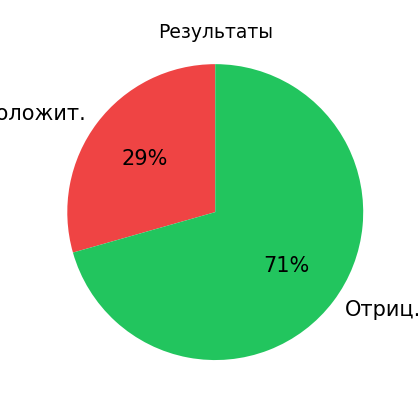 Результаты
оложит.
29%
71%
Отриц.